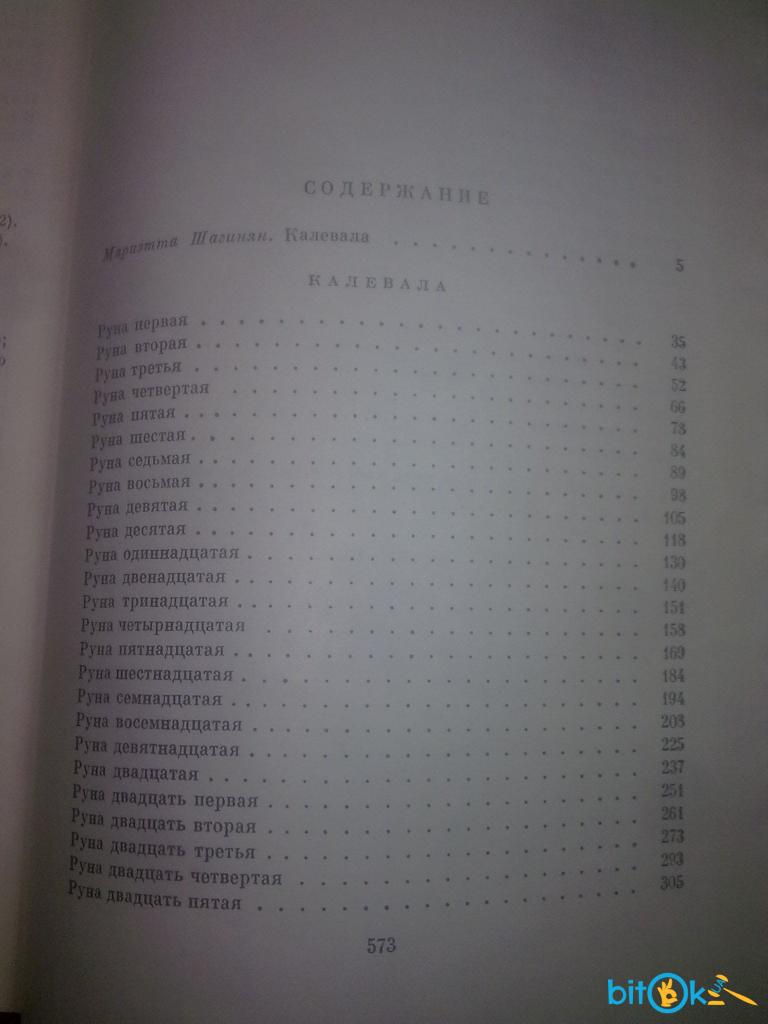 СОДЕРЖАНИЕ
Мариэтта Шагинян. Калевала . . . . . . . . . . . . . 5
КАЛЕВАЛА
Руна первая . . . . . . . . . . . . . . . . . . . . 35
Руна вторая . . . . . . . . . . . . . . . . . . . . 43
Руна третья . . . . . . . . . . . . . . . . . . . . 52
Руна четвертая . . . . . . . . . . . . . . . . . . 66
Руна пятая . . . . . . . . . . . . . . . . . . . . 78
Руна шестая . . . . . . . . . . . . . . . . . . . . 84
Руна седьмая . . . . . . . . . . . . . . . . . . . 89
Руна восьмая . . . . . . . . . . . . . . . . . . . 98
Руна девятая . . . . . . . . . . . . . . . . . . . 105
Руна десятая . . . . . . . . . . . . . . . . . . . 118
Руна одиннадцатая . . . . . . . . . . . . . . . . . 130
Руна двенадцатая . . . . . . . . . . . . . . . . . 140
Руна тринадцатая . . . . . . . . . . . . . . . . . 151
Руна четырнадцатая . . . . . . . . . . . . . . . . 158
Руна пятнадцатая . . . . . . . . . . . . . . . . . 169
Руна шестнадцатая . . . . . . . . . . . . . . . . . 184
Руна семнадцатая . . . . . . . . . . . . . . . . . 194
Руна восемнадцатая . . . . . . . . . . . . . . . . 208
Руна девятнадцатая . . . . . . . . . . . . . . . . 225
Руна двадцатая . . . . . . . . . . . . . . . . . . 237
Руна двадцать первая . . . . . . . . . . . . . . . 251
Руна двадцать вторая . . . . . . . . . . . . . . . 261
Руна двадцать третья . . . . . . . . . . . . . . . 273
Руна двадцать четвертая . . . . . . . . . . . . . . 293
Руна двадцать пятая . . . . . . . . . . . . . . . . 305
573
bitOk UA